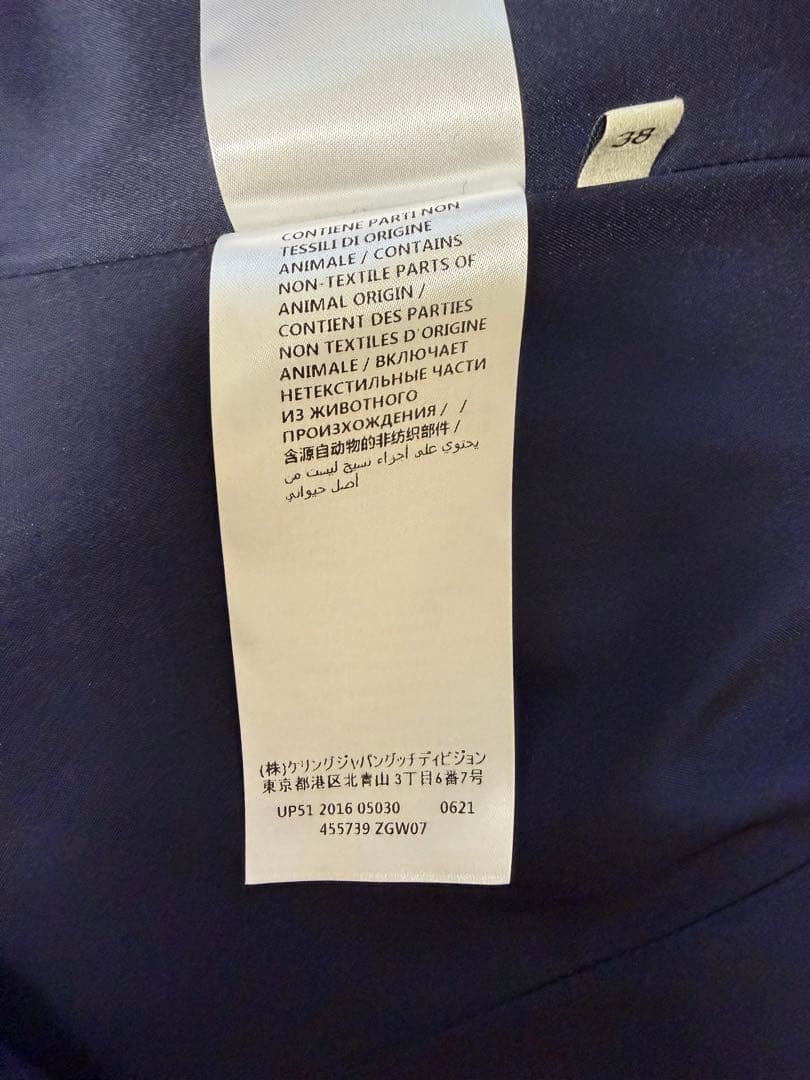 38
CONTIENE PARTI NON
TESSILI DI ORIGINE
ANIMALE / CONTAINS
NON-TEXTILE PARTS OF
ANIMAL ORIGIN /
CONTIENT DES PARTIES
NON TEXTILES D'ORIGINE
ANIMALE / ВКЛЮЧАЕТ
НЕТЕКСТИЛЬНЫЕ ЧАСТИ
ИЗ ЖИВОТНОГО
ПРОИЗХОЖДЕНИЯ / /
含源自动物的非纺织部件 /
يحتوي على أجزاء نسيج ليست من
أصل حيواني
(株)ケリングジャパングッチディビジョン
東京都港区北青山 3丁目6番7号
UP51 2016 05030 0621
455739 ZGW07